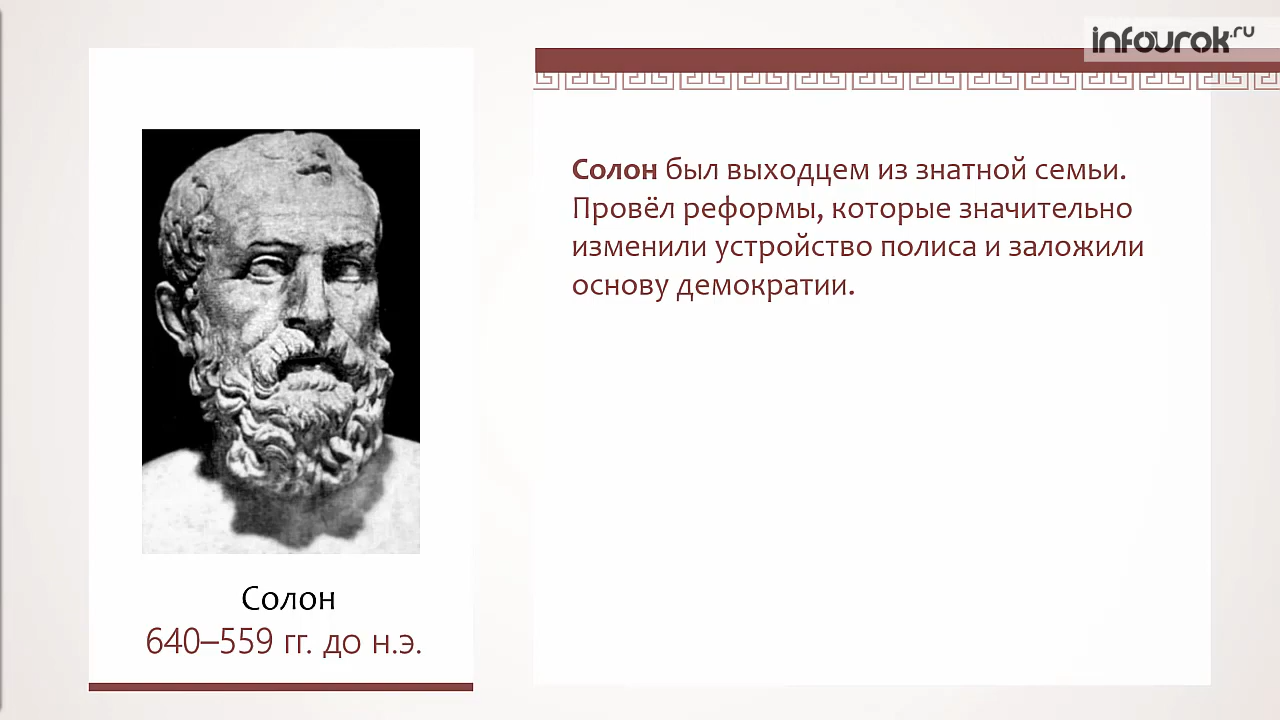 infourok.ru
Солон был выходцем из знатной семьи.
Провёл реформы, которые значительно
изменили устройство полиса и заложили
основу демократии.
Солон
640–559 гг. до н.э.